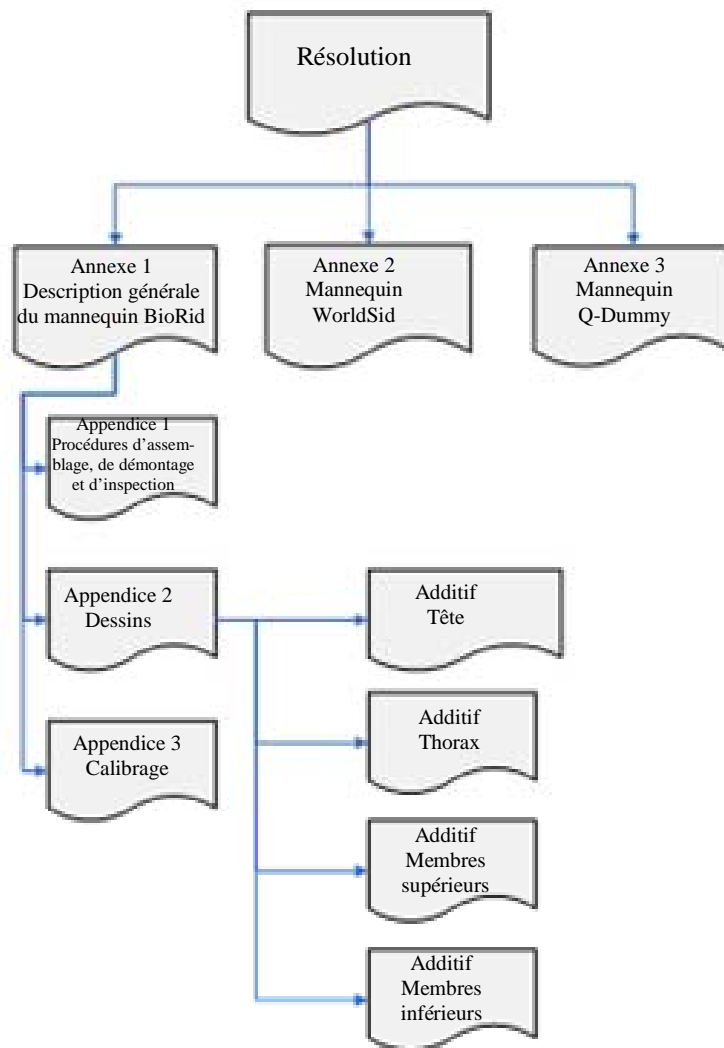 Résolution
Annexe 1
Description générale
du mannequin BioRid
Annexe 2
Mannequin
WorldSid
Annexe 3
Mannequin
Q-Dummy
Appendice 1
Procédures d'assem-
blage, de démontage
et d'inspection
Appendice 2
Dessins
Additif
Tête
Additif
Thorax
Appendice 3
Calibrage
Additif
Membres
supérieurs
Additif
Membres
inférieurs